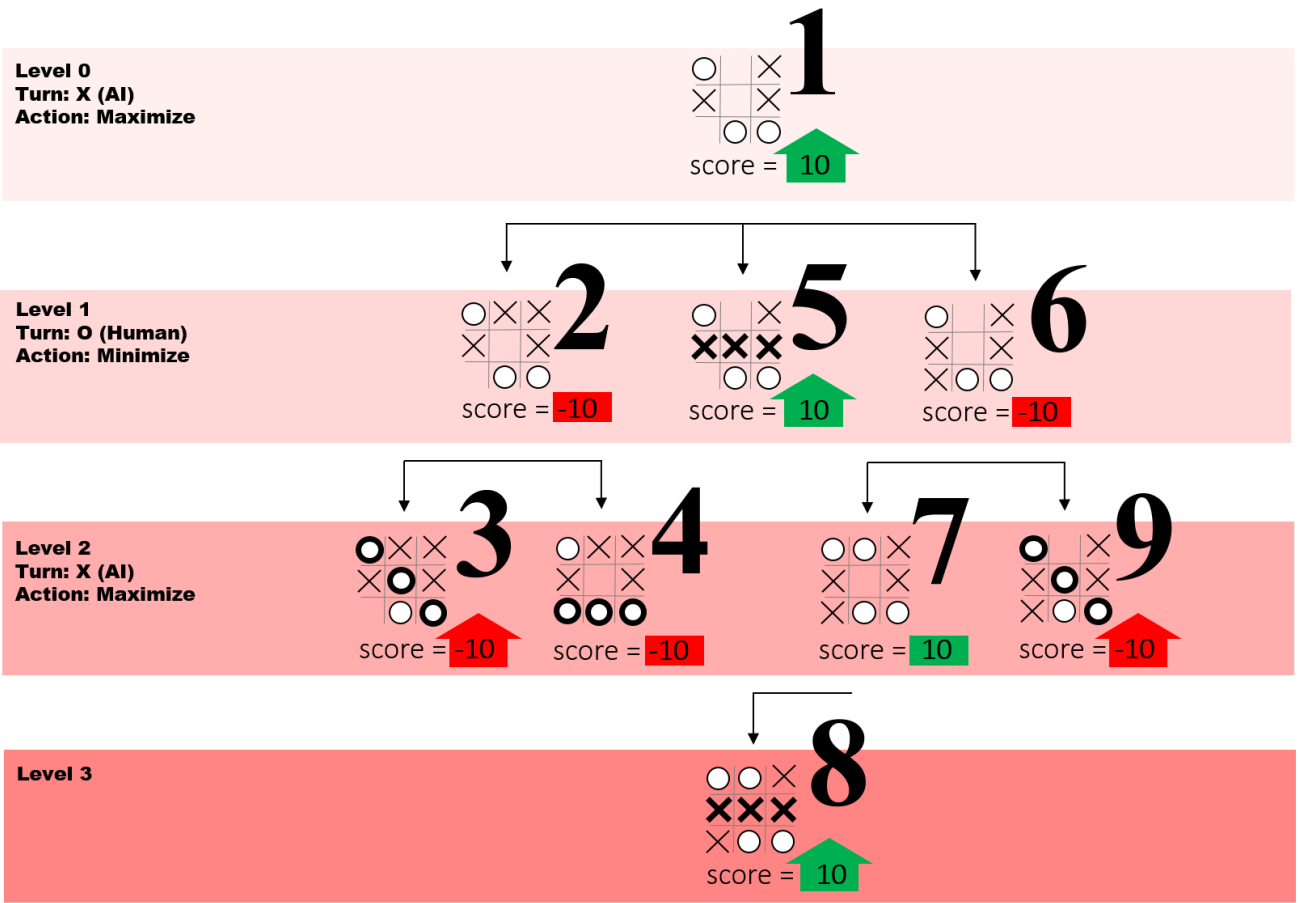 1
Level 0
Turn: X (AI)
Action: Maximize
score = 10
2
5
6
Level 1
Turn: O (Human)
Action: Minimize
score = -10
score = 10
score = -10
3
4
7
9
Level 2
Turn: X (AI)
Action: Maximize
score = -10
score = -10
score = 10
score = -10
8
Level 3
score = 10